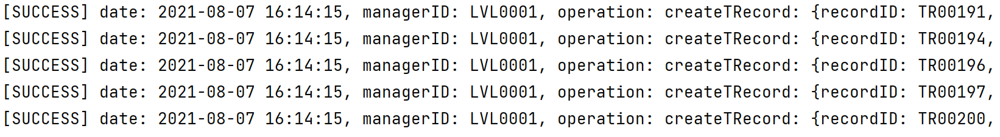 [SUCCESS] date: 2021-08-07 16:14:15, managerID: LVL0001, operation: createTRecord: {recordID: TR00191,
[SUCCESS] date: 2021-08-07 16:14:15, managerID: LVL0001, operation: createTRecord: {recordID: TR00194,
[SUCCESS] date: 2021-08-07 16:14:15, managerID: LVL0001, operation: createTRecord: {recordID: TR00196,
[SUCCESS] date: 2021-08-07 16:14:15, managerID: LVL0001, operation: createTRecord: {recordID: TR00197,
[SUCCESS] date: 2021-08-07 16:14:15, managerID: LVL0001, operation: createTRecord: {recordID: TR00200,